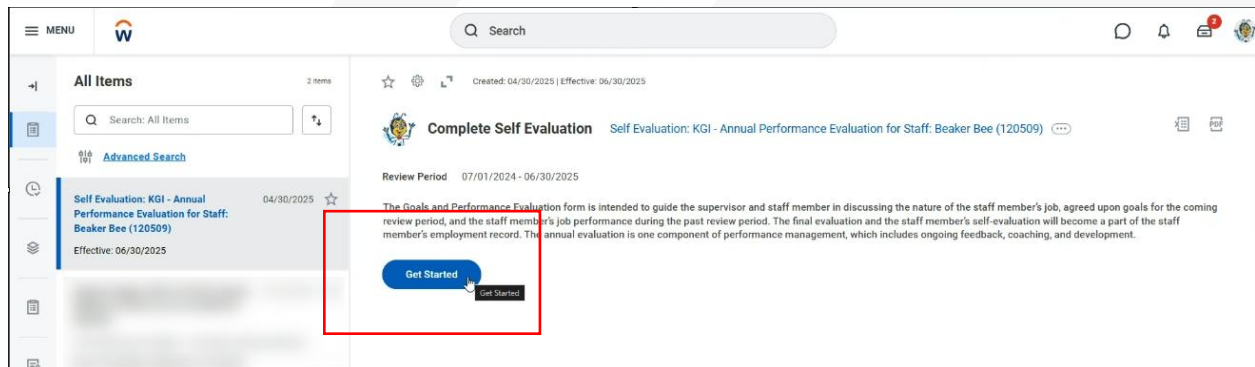 MENU
W
Search
2
All Items
2 items
Search: All Items
Advanced Search
Self Evaluation: KGI - Annual
Performance Evaluation for Staff:
Beaker Bee (120509)
04/30/2025
Effective: 06/30/2025
Created: 04/30/2025 | Effective: 06/30/2025
Complete Self Evaluation
Self Evaluation: KGI - Annual Performance Evaluation for Staff: Beaker Bee (120509)
PDF
Review Period 07/01/2024 - 06/30/2025
The Goals and Performance Evaluation form is intended to guide the supervisor and staff member in discussing the nature of the staff member's job, agreed upon goals for the coming
review period, and the staff member's job performance during the past review period. The final evaluation and the staff member's self-evaluation will become a part of the staff
member's employment record. The annual evaluation is one component of performance management, which includes ongoing feedback, coaching, and development.
Get Started
Get Started